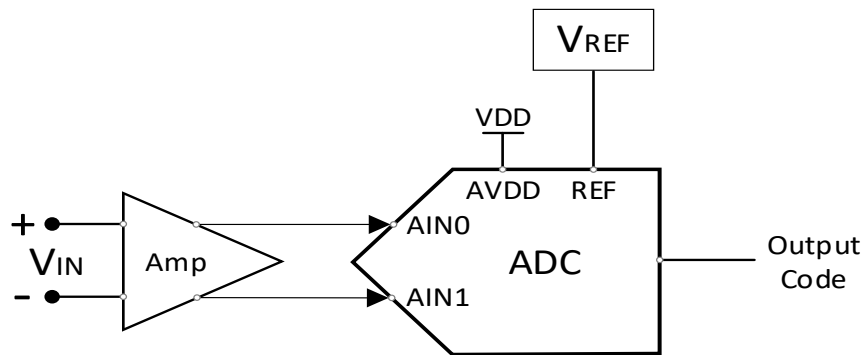 VREF
VDD
AVDD REF
+
AIN0
VIN
Amp
ADC
Output
Code
-
AIN1